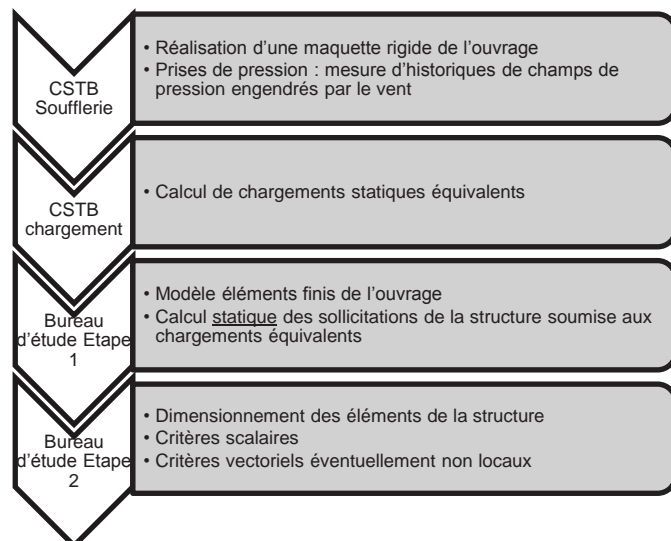 CSTB
Soufflerie
• Réalisation d'une maquette rigide de l'ouvrage
• Prises de pression : mesure d'historiques de champs de
pression engendrés par le vent
CSTB
chargement
• Calcul de chargements statiques équivalents
Bureau
d'étude Etape
1
• Modèle éléments finis de l'ouvrage
• Calcul statique des sollicitations de la structure soumise aux
chargements équivalents
Bureau
d'étude Etape
2
• Dimensionnement des éléments de la structure
• Critères scalaires
• Critères vectoriels éventuellement non locaux